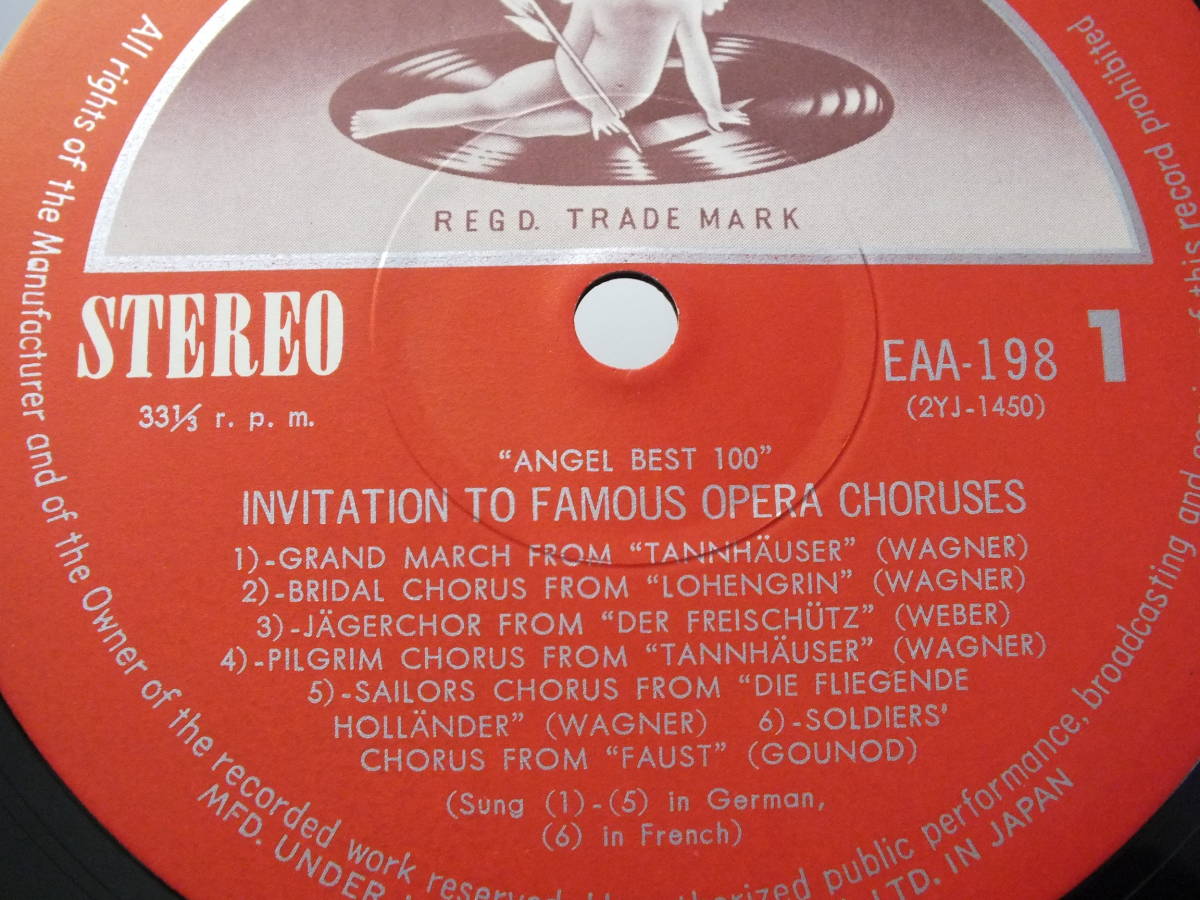 REGD. TRADE MARK
STEREO
33⅓ r. p. m.
EAA-198 1
(2YJ-1450)
"ANGEL BEST 100"
INVITATION TO FAMOUS OPERA CHORUSES
1)-GRAND MARCH FROM "TANNHÄUSER" (WAGNER)
2)-BRIDAL CHORUS FROM "LOHENGRIN" (WAGNER)
3)-JÄGERCHOR FROM "DER FREISCHÜTZ" (WEBER)
4)-PILGRIM CHORUS FROM "TANNHÄUSER" (WAGNER)
5)-SAILORS CHORUS FROM "DIE FLIEGENDE
HOLLÄNDER" (WAGNER) 6)-SOLDIERS'
CHORUS FROM "FAUST" (GOUNOD)
(Sung (1)-(5) in German,
(6) in French)
All rights of the Manufacturer and of the Owner of the recorded work reserved public performance, broadcasting and this record prohibited
MFD. UNDER LTD. IN JAPAN